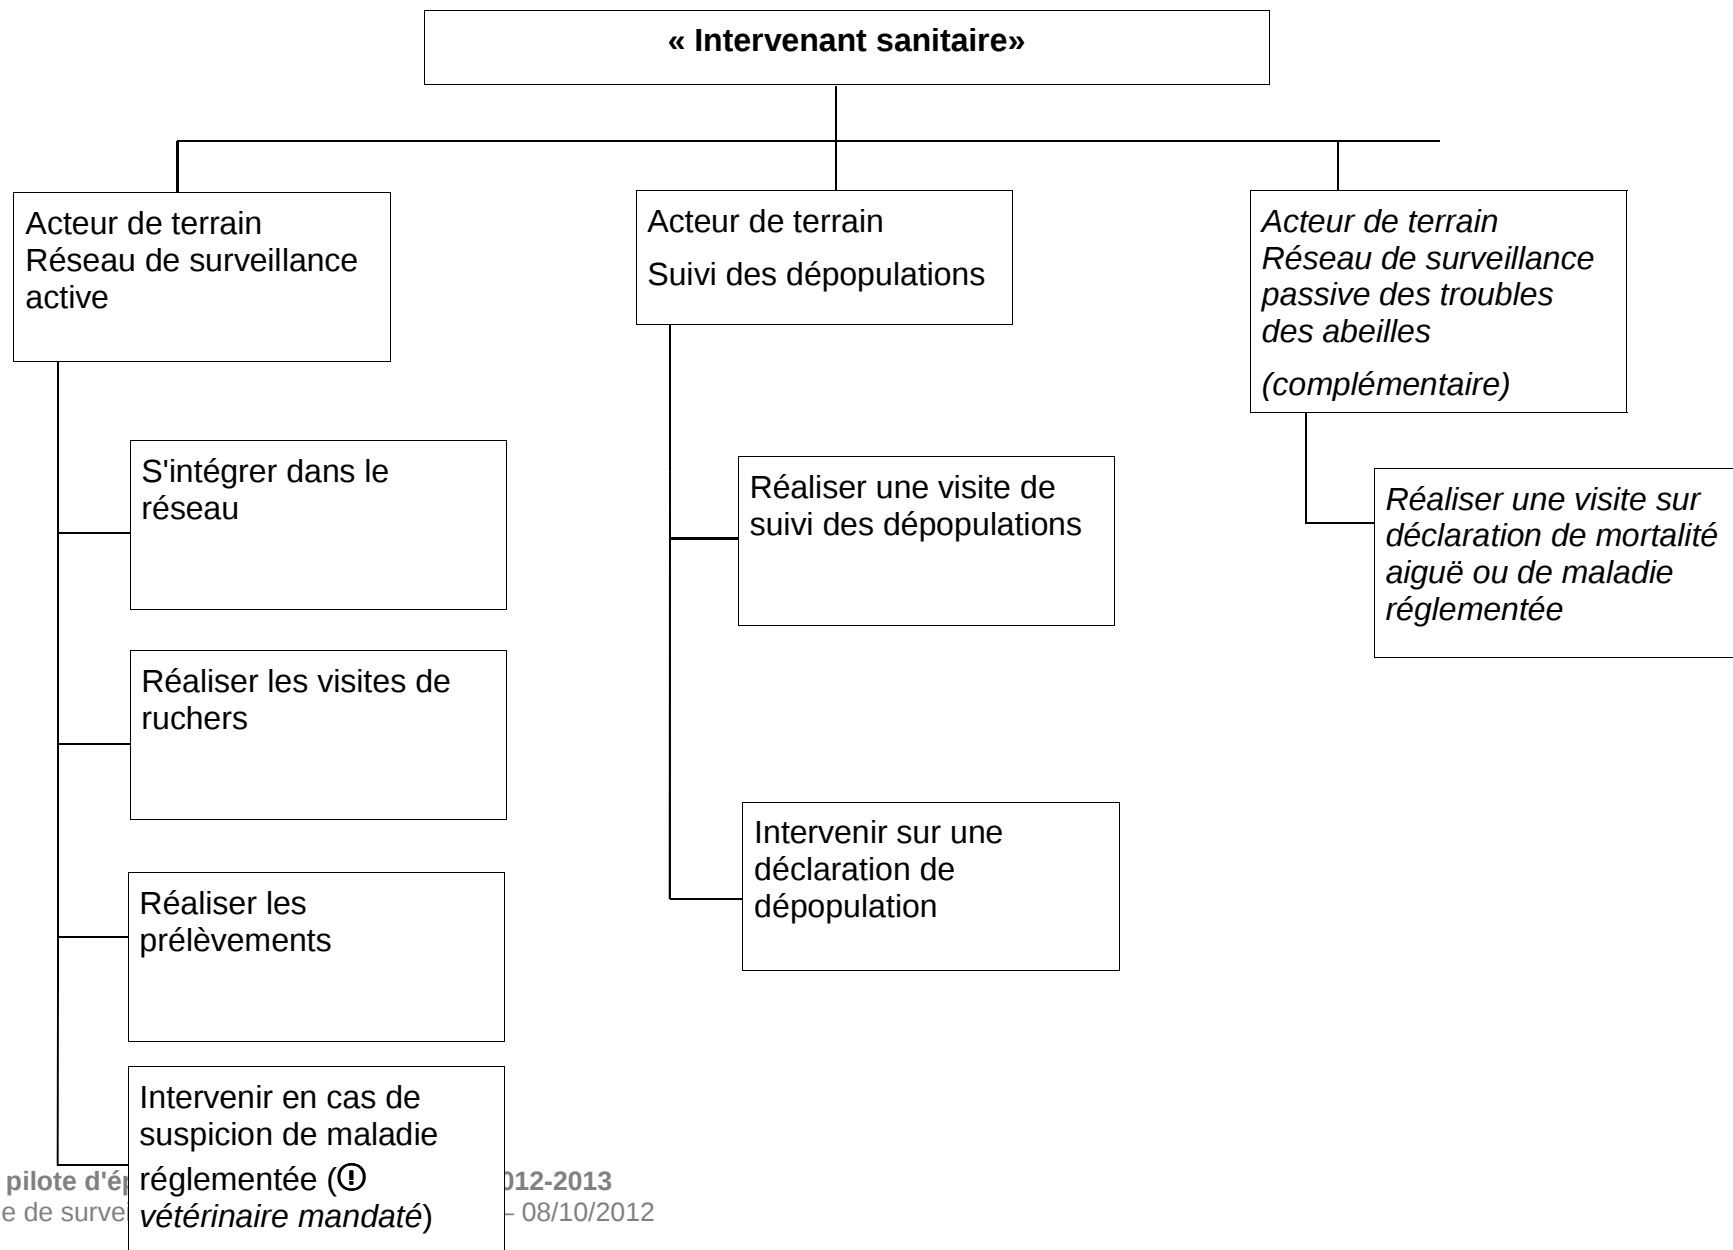 « Intervenant sanitaire»
Acteur de terrain
Réseau de surveillance
active
S'intégrer dans le
réseau
Réaliser les visites de
ruchers
Réaliser les
prélèvements
Intervenir en cas de
suspicion de maladie
réglementée (
vétérinaire mandaté)
Acteur de terrain
Suivi des dépopulations
Réaliser une visite de
suivi des dépopulations
Intervenir sur une
déclaration de
dépopulation
Acteur de terrain
Réseau de surveillance
passive des troubles
des abeilles
(complémentaire)
Réaliser une visite sur
déclaration de mortalité
aiguë ou de maladie
réglementée
pilote 012-2013
de – 08/10/2012